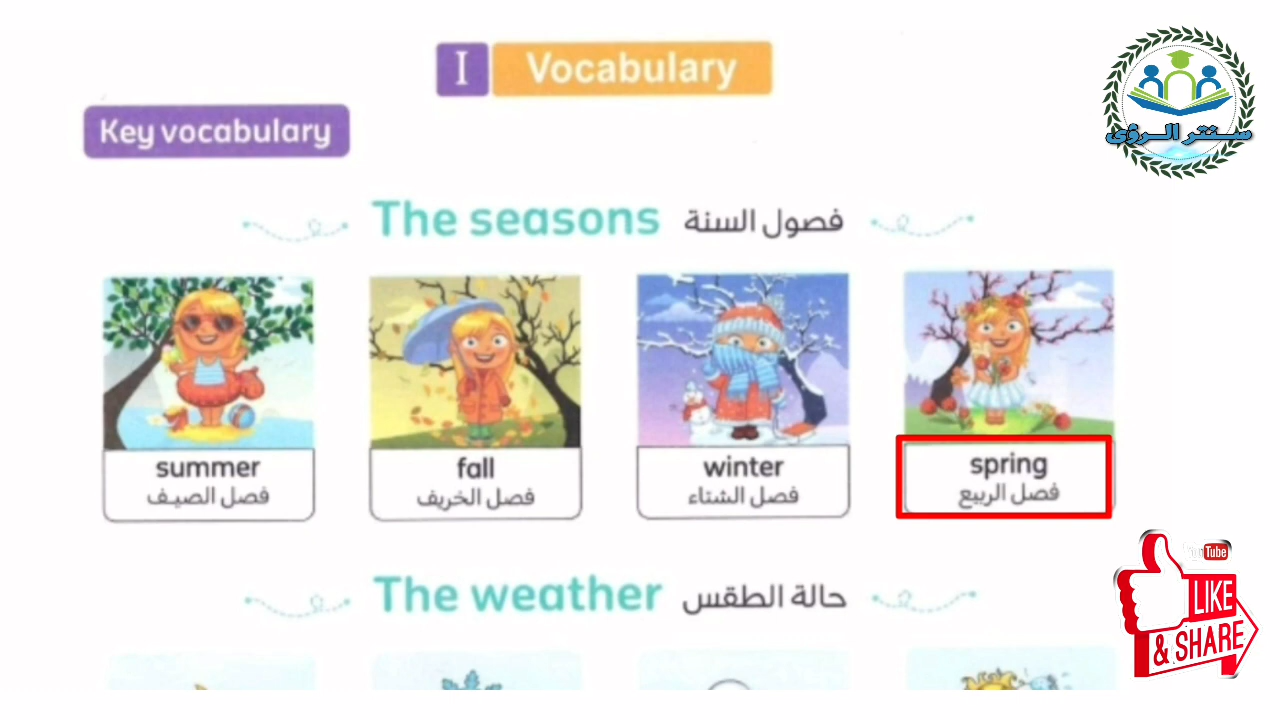 I Vocabulary
Key vocabulary
The seasons فصول السنة
summer
فصل الصيف
fall
فصل الخريف
winter
فصل الشتاء
spring
فصل الربيع
The weather حالة الطقس
سنتر الرؤى
YouTube
LIKE
& SHARE